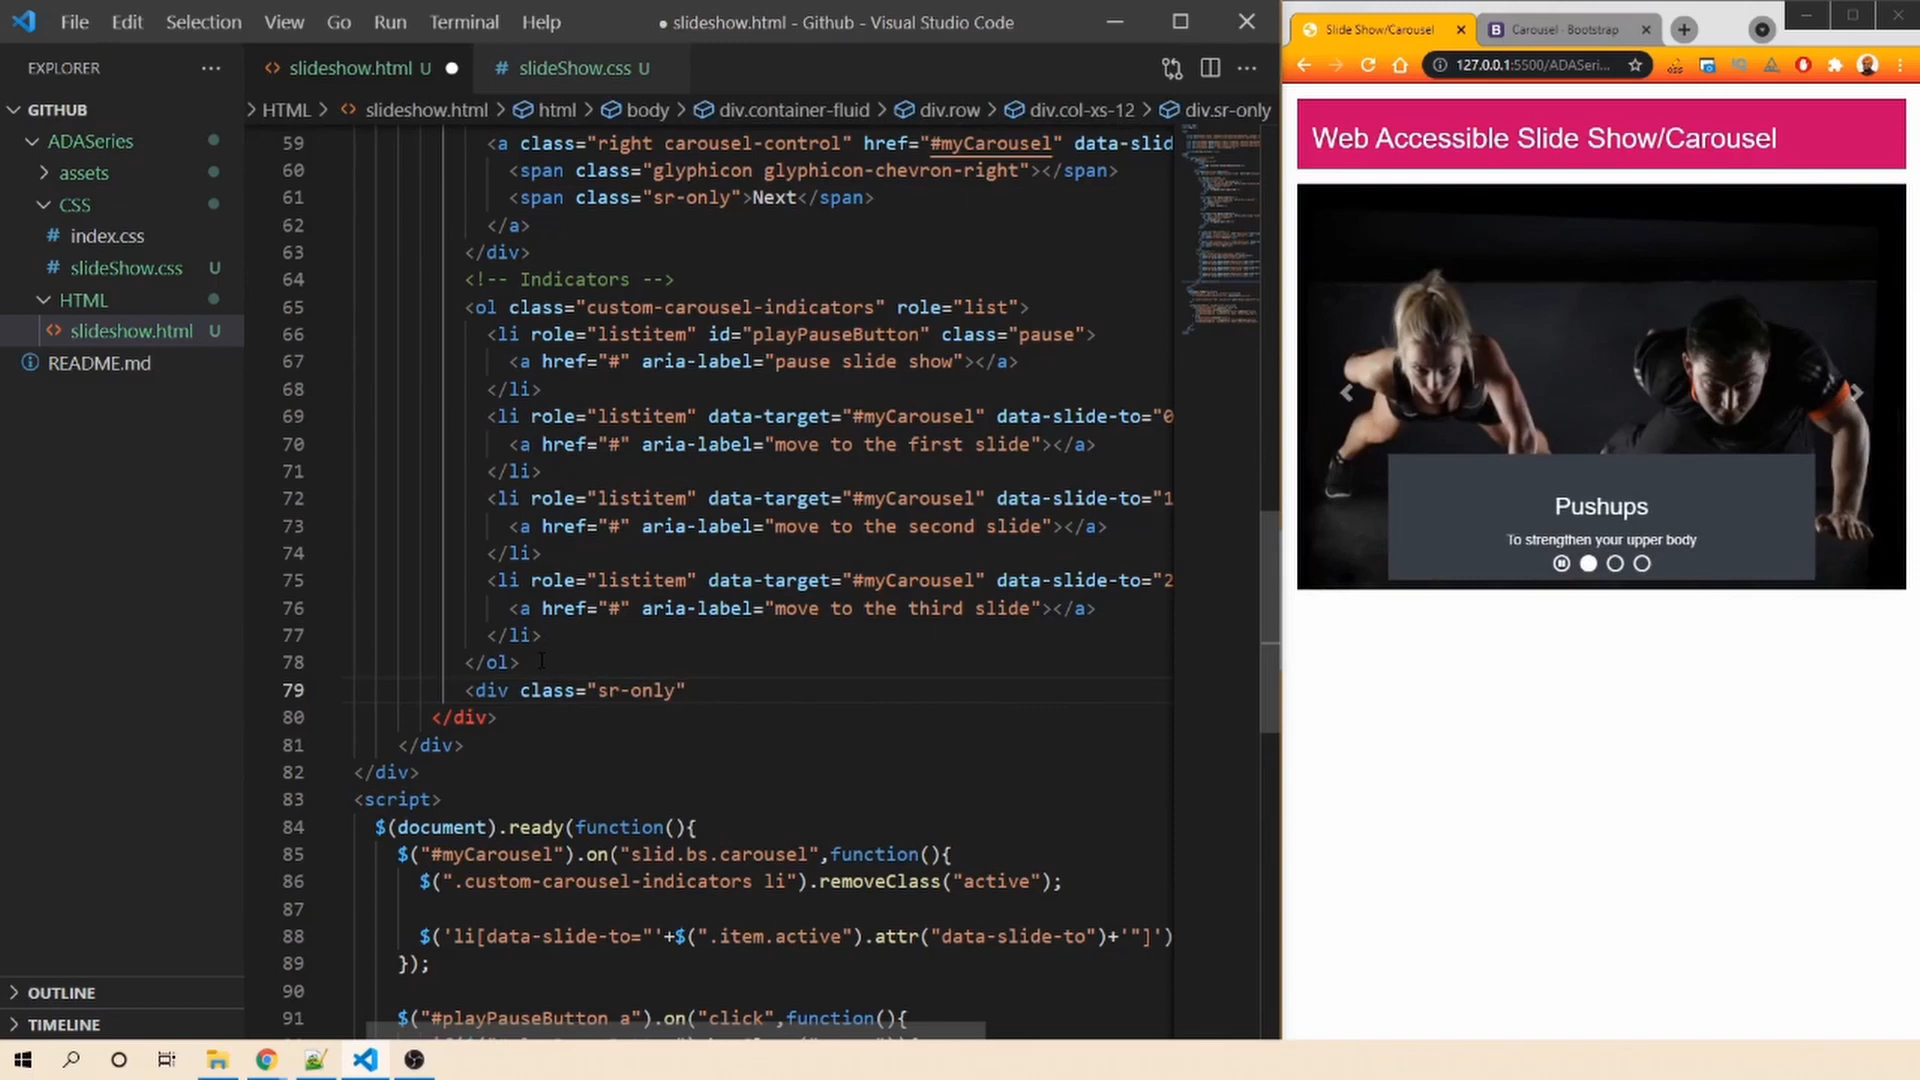 File Edit Selection View Go Run Terminal Help
● slideshow.html - Github - Visual Studio Code
EXPLORER
GITHUB
ADASeries
assets
CSS
index.css
slideShow.css U
HTML
slideshow.html U
README.md
OUTLINE
TIMELINE
slideshow.html U ●
slideShow.css U
HTML > slideshow.html > html > body > div.container-fluid > div.row > div.col-xs-12 > div.sr-only
59 <a class="right carousel-control" href="#myCarousel" data-slid
60 <span class="glyphicon glyphicon-chevron-right"></span>
61 <span class="sr-only">Next</span>
62 </a>
63 </div>
64 <!-- Indicators -->
65 <ol class="custom-carousel-indicators" role="list">
66 <li role="listitem" id="playPauseButton" class="pause">
67 <a href="#" aria-label="pause slide show"></a>
68 </li>
69 <li role="listitem" data-target="#myCarousel" data-slide-to="0
70 <a href="#" aria-label="move to the first slide"></a>
71 </li>
72 <li role="listitem" data-target="#myCarousel" data-slide-to="1
73 <a href="#" aria-label="move to the second slide"></a>
74 </li>
75 <li role="listitem" data-target="#myCarousel" data-slide-to="2
76 <a href="#" aria-label="move to the third slide"></a>
77 </li>
78 </ol>
79 <div class="sr-only"
80 </div>
81 </div>
82 </div>
83 <script>
84 $(document).ready(function(){
85 $("#myCarousel").on("slid.bs.carousel",function(){
86 $(".custom-carousel-indicators li").removeClass("active");
87
88 $('li[data-slide-to="'+$(".item.active").attr("data-slide-to")+'"]')
89 });
90
91 $("#playPauseButton a").on("click",function(){
Slide Show/Carousel
Carousel · Bootstrap
127.0.0.1:5500/ADASeri...
Web Accessible Slide Show/Carousel
Pushups
To strengthen your upper body